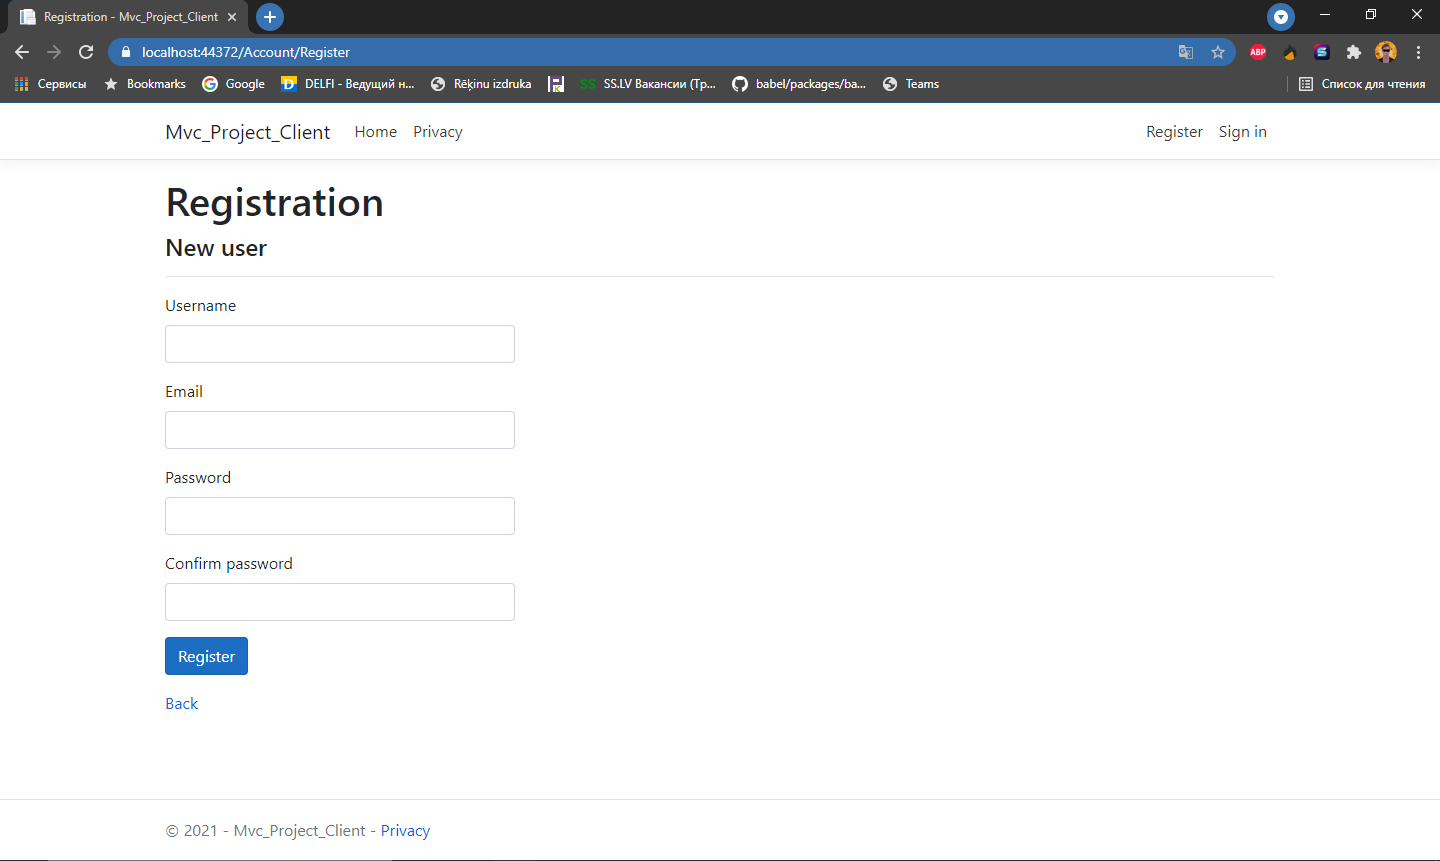 Registration - Mvc_Project_Client
localhost:44372/Account/Register
ABP
Сервисы Bookmarks Google DELFI - Ведущий н... Rēķinu izdruka SS SS.LV Вакансии (Тр... babel/packages/ba... Teams Список для чтения
Mvc_Project_Client Home Privacy Register Sign in
Registration
New user
Username
Email
Password
Confirm password
Register
Back
© 2021 - Mvc_Project_Client - Privacy